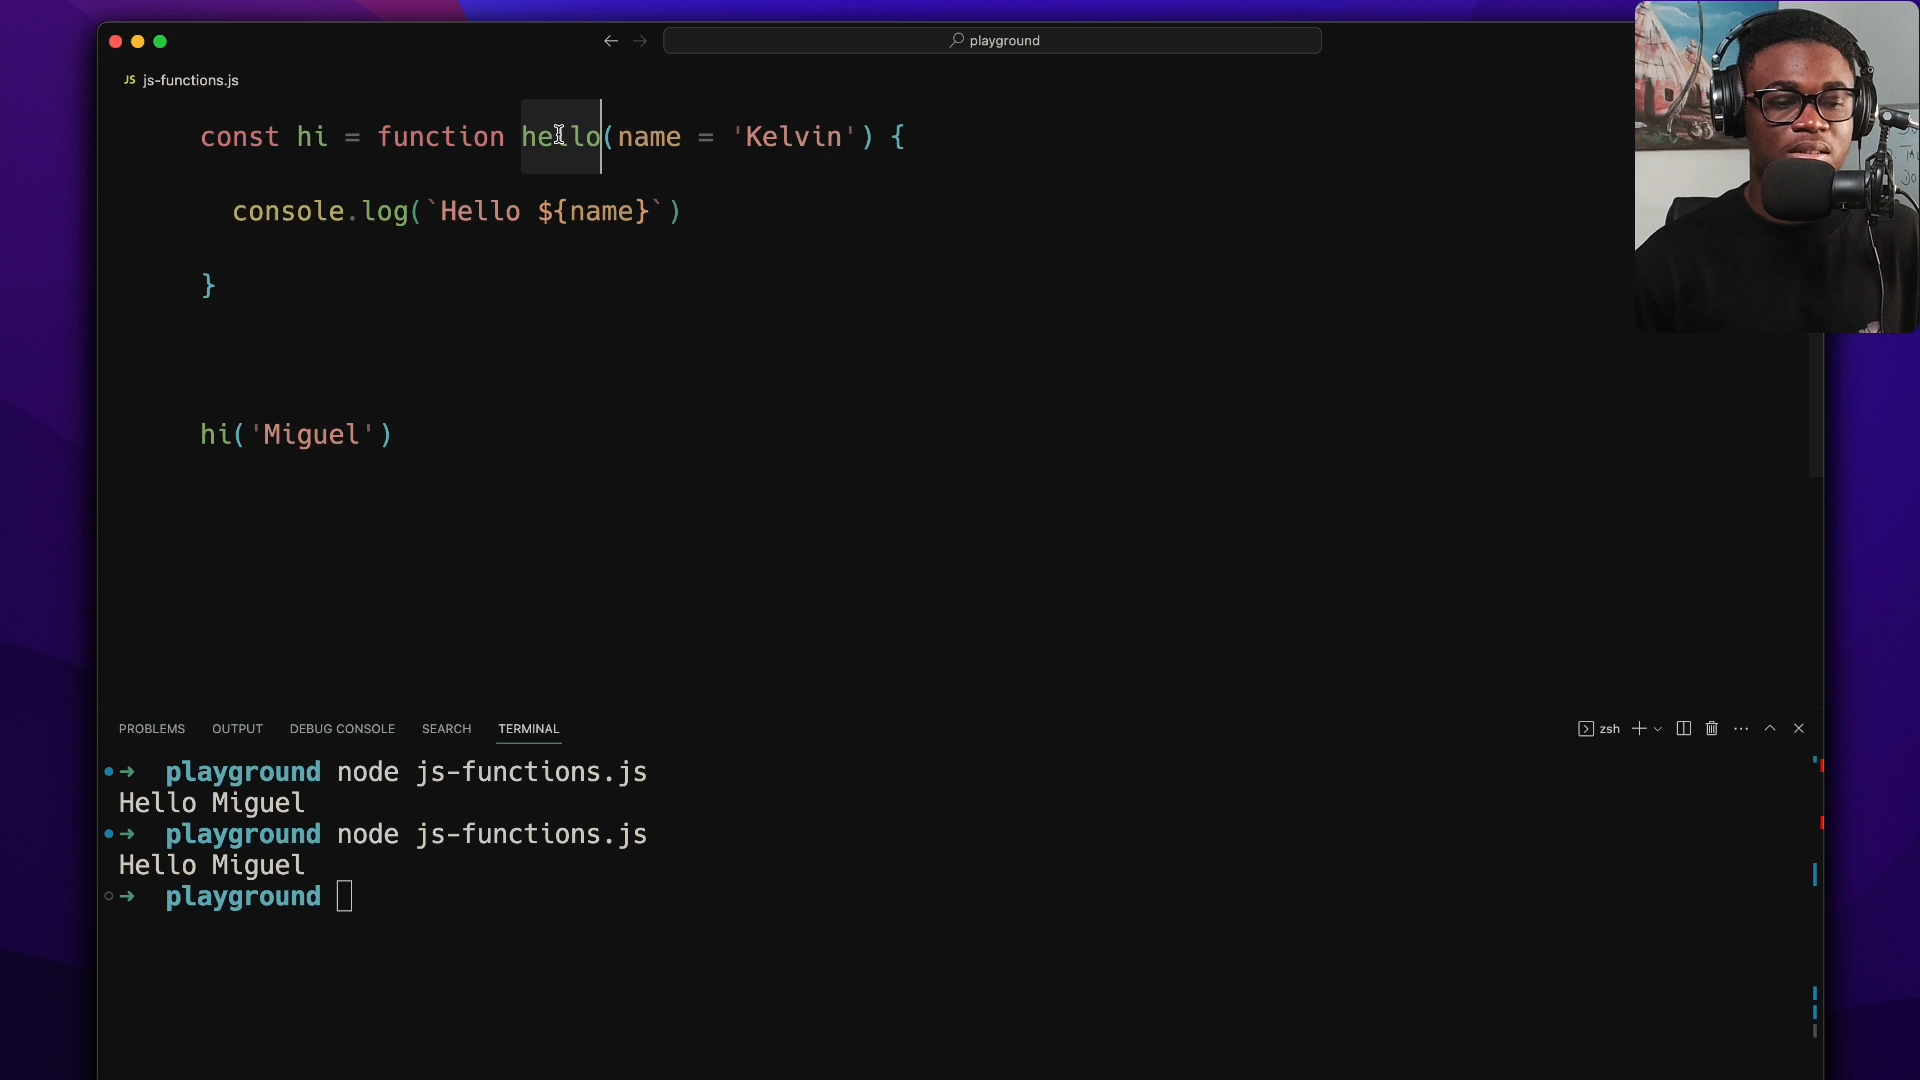 playground
JS js-functions.js
const hi = function hello(name = 'Kelvin') {
console.log(`Hello ${name}`)
}
hi('Miguel')
PROBLEMS OUTPUT DEBUG CONSOLE SEARCH TERMINAL zsh
➜ playground node js-functions.js
Hello Miguel
➜ playground node js-functions.js
Hello Miguel
➜ playground